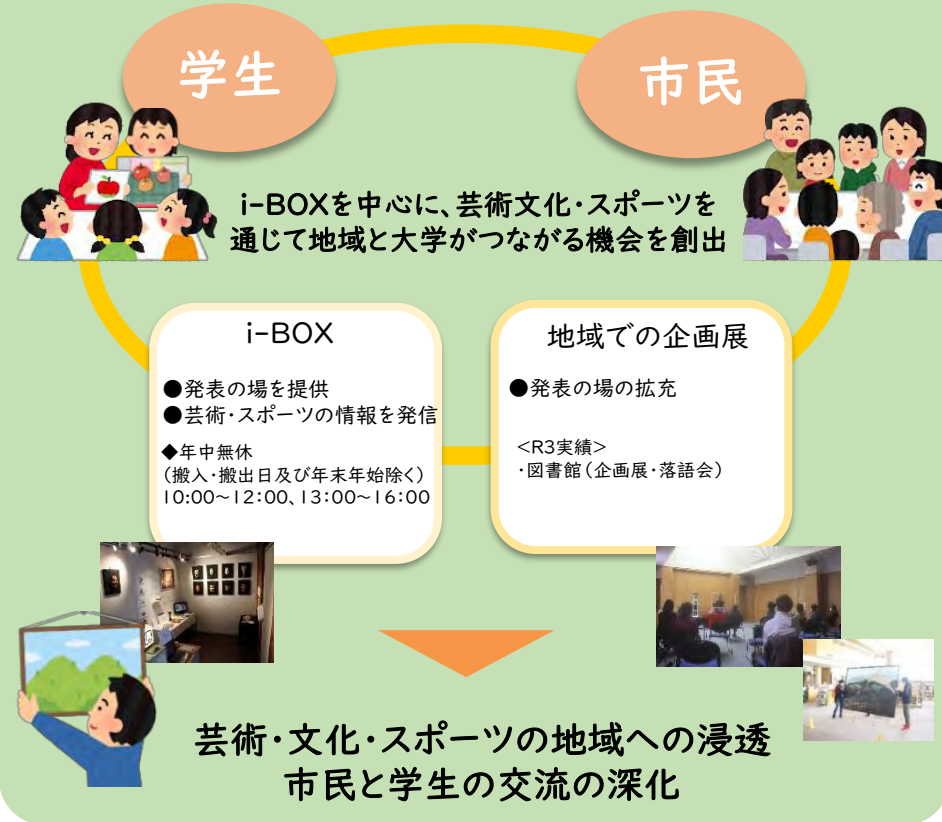 学生
市民
i-BOXを中心に、芸術文化・スポーツを
通じて地域と大学がつながる機会を創出
i-BOX
●発表の場を提供
●芸術・スポーツの情報を発信
◆年中無休
(搬入・搬出日及び年末年始除く)
10:00~12:00、13:00~16:00
地域での企画展
●発表の場の拡充
<R3実績>
・図書館(企画展・落語会)
芸術・文化・スポーツの地域への浸透
市民と学生の交流の深化